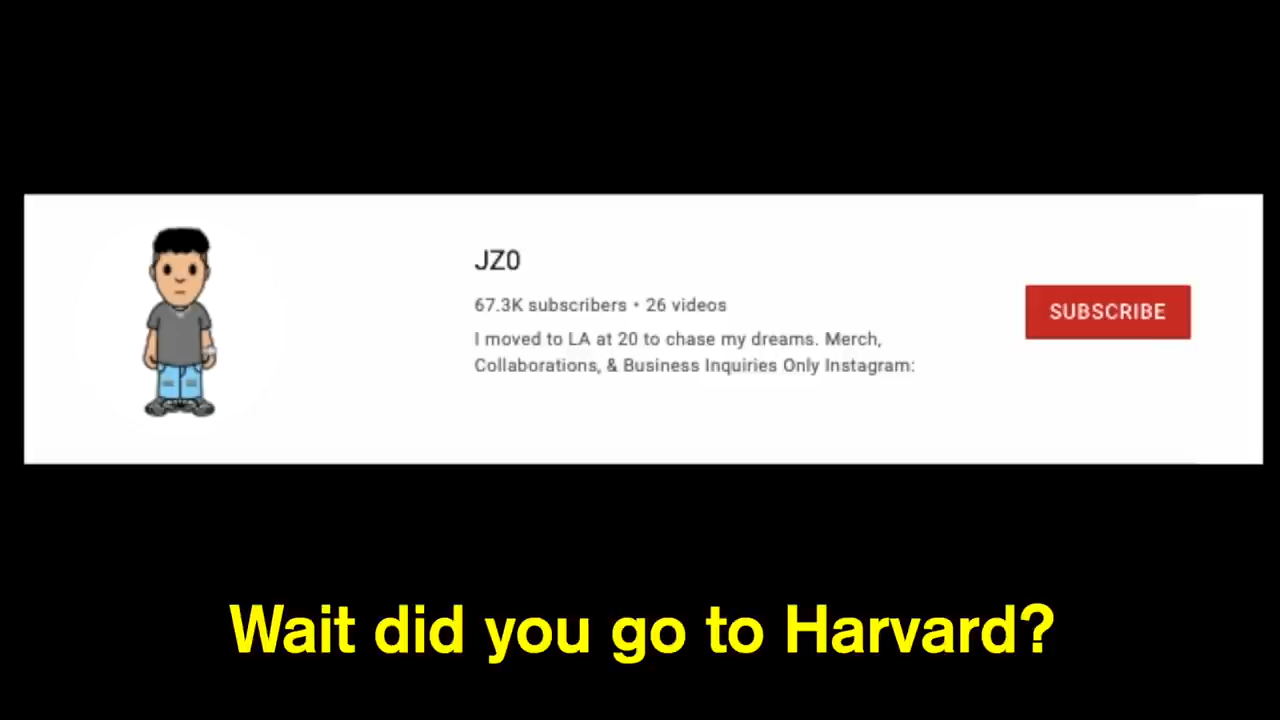 JZ0
67.3K subscribers • 26 videos
I moved to LA at 20 to chase my dreams. Merch,
Collaborations, & Business Inquiries Only Instagram:
SUBSCRIBE
Wait did you go to Harvard?